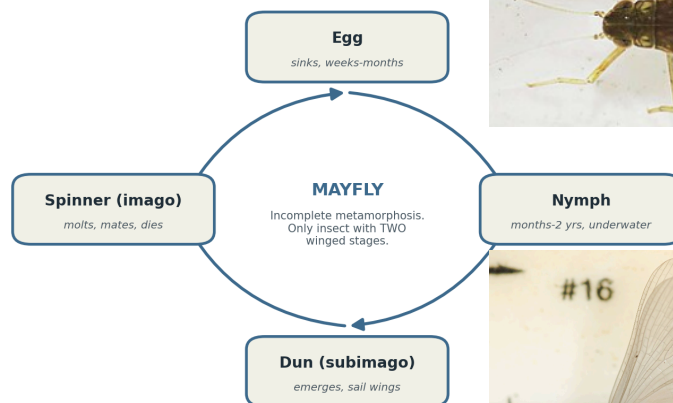 Egg
sinks, weeks-months
Spinner (imago)
molts, mates, dies
MAYFLY
Incomplete metamorphosis.
Only insect with TWO
winged stages.
Nymph
months-2 yrs, underwater
#16
Dun (subimago)
emerges, sail wings